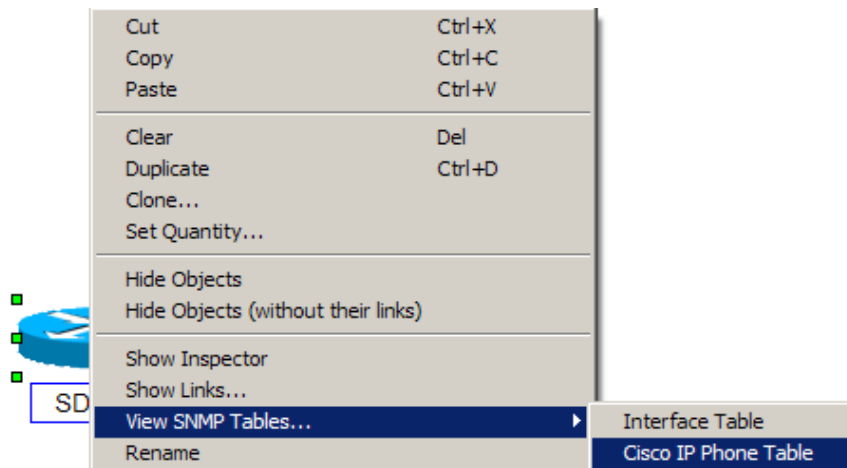 Cut Ctrl+X
Copy Ctrl+C
Paste Ctrl+V
Clear Del
Duplicate Ctrl+D
Clone...
Set Quantity...
Hide Objects
Hide Objects (without their links)
Show Inspector
Show Links...
SD
View SNMP Tables... Interface Table
Rename Cisco IP Phone Table